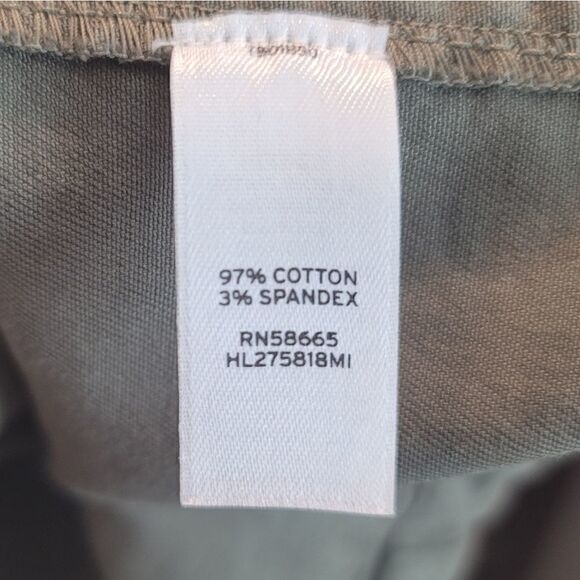 97% COTTON
3% SPANDEX
RN58665
HL275818MI